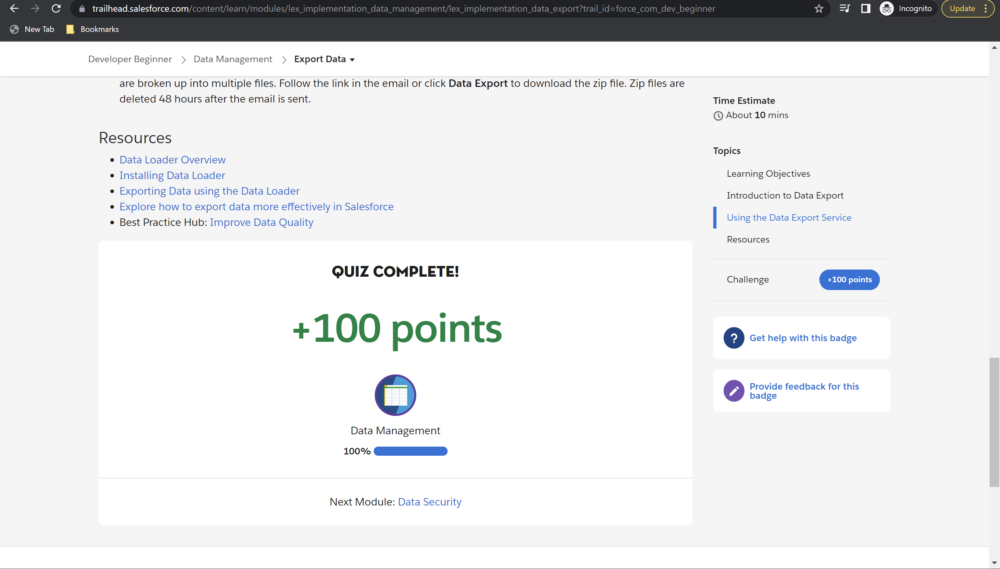 trailhead.salesforce.com/content/learn/modules/lex_implementation_data_management/lex_implementation_data_export?trail_id=force_com_dev_beginner
Incognito
Update
New Tab
Bookmarks
Developer Beginner
Data Management
Export Data
are broken up into multiple files. Follow the link in the email or click Data Export to download the zip file. Zip files are
deleted 48 hours after the email is sent.
Resources
Data Loader Overview
Installing Data Loader
Exporting Data using the Data Loader
Explore how to export data more effectively in Salesforce
Best Practice Hub: Improve Data Quality
QUIZ COMPLETE!
+100 points
Data Management
100%
Next Module: Data Security
Time Estimate
About 10 mins
Topics
Learning Objectives
Introduction to Data Export
Using the Data Export Service
Resources
Challenge
+100 points
?
Get help with this badge
Provide feedback for this
badge